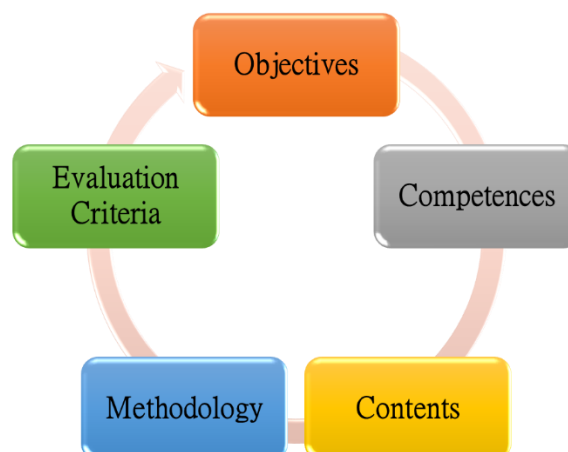 Objectives
Competences
Contents
Methodology
Evaluation
Criteria